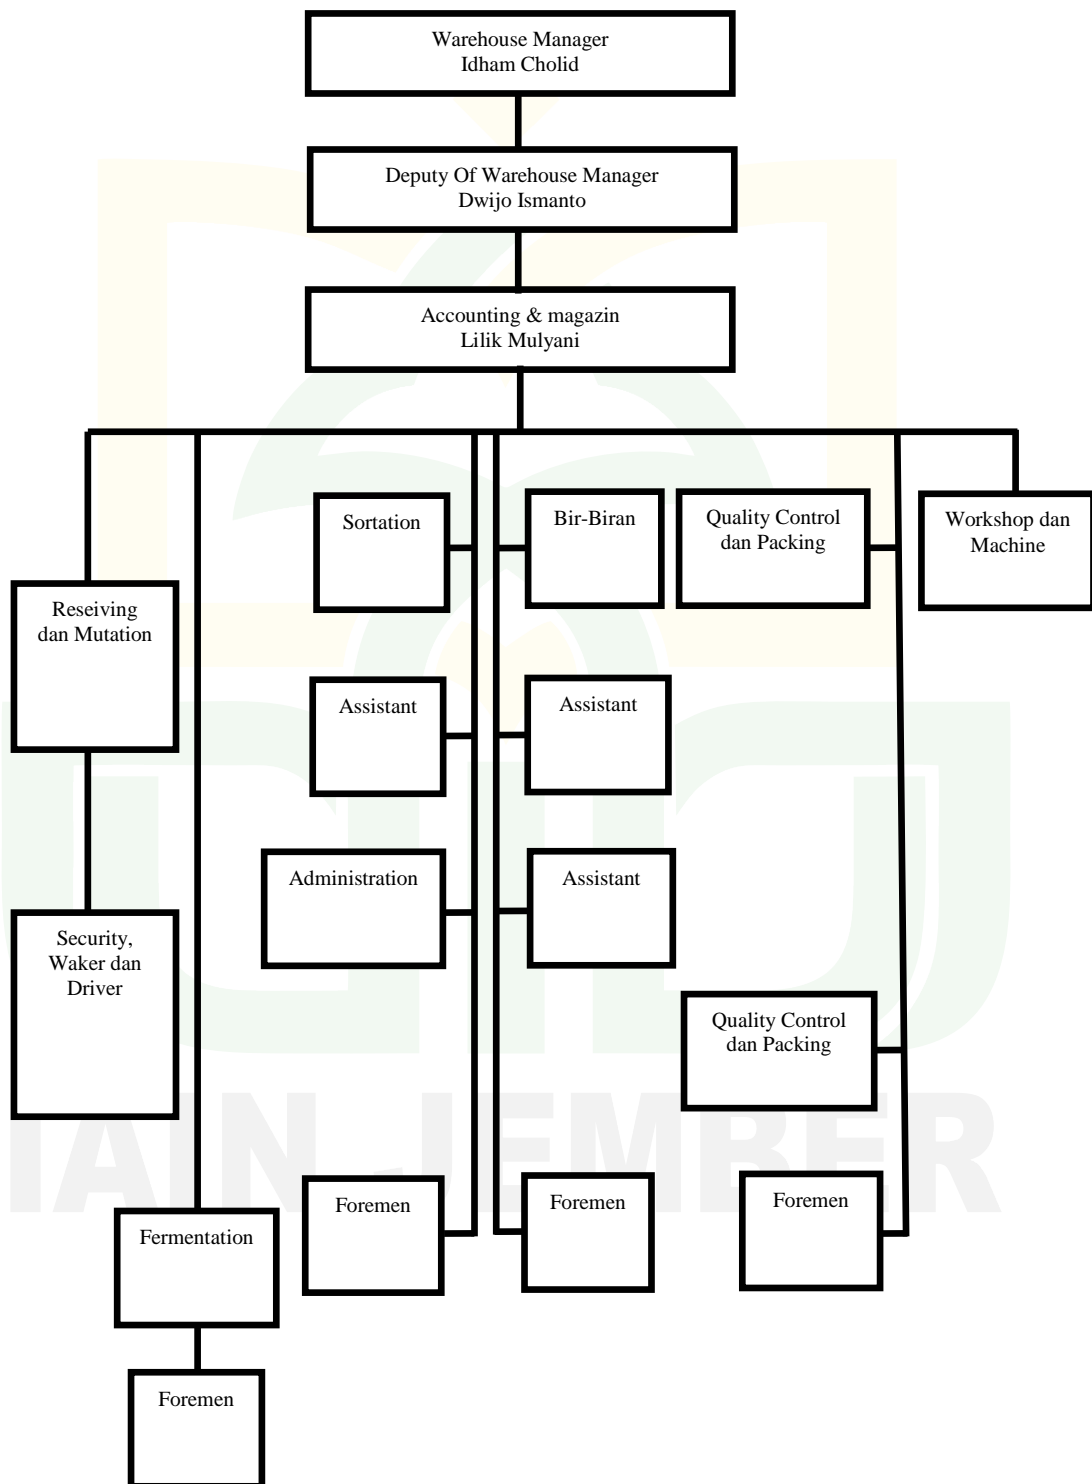 Warehouse Manager
Idham Cholid
Deputy Of Warehouse Manager
Dwijo Ismanto
Accounting & magazin
Lilik Mulyani
Sortation
Bir-Biran
Quality Control
dan Packing
Workshop dan
Machine
Reseiving
dan Mutation
Assistant
Assistant
Administration
Assistant
Security,
Waker dan
Driver
Quality Control
dan Packing
Foremen
Foremen
Foremen
Fermentation
Foremen
IAIN JEMBER